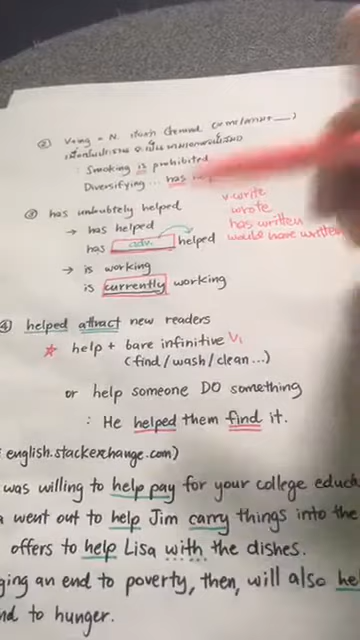 ② Ving = N.
: Smoking is prohibited
Diversifying ... has
③ has undoubtely helped
→ has helped
has adv. helped
→ is working
is currently working
v. write
wrote
has written
would have written
④ helped attract new readers
☆ help + bare infinitive V1
(find/wash/clean...)
or help someone DO something
: He helped them find it.
english.stackexchange.com)
was willing to help pay for your college educ
went out to help Jim carry things into the
offers to help Lisa with the dishes.
ging an end to poverty, then, will also he
nd to hunger.